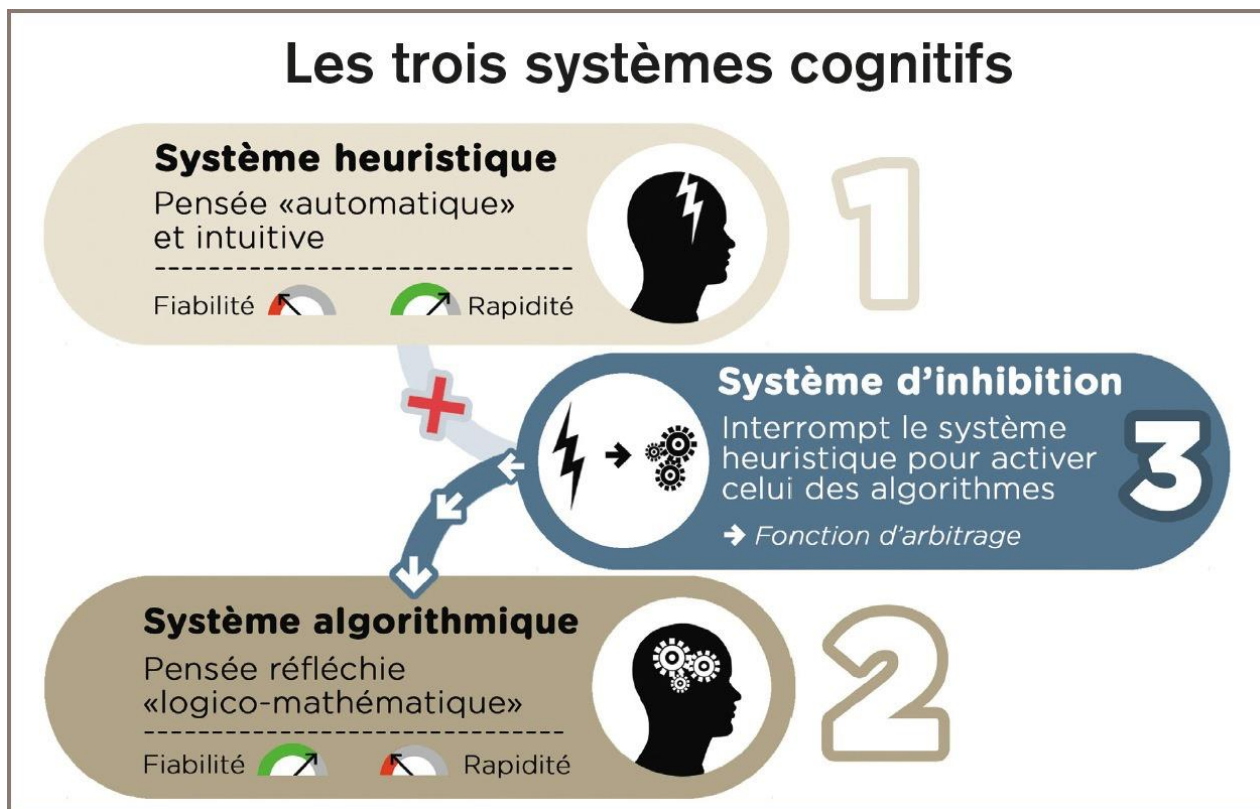 Les trois systèmes cognitifs
Système heuristique
Pensée «automatique»
et intuitive
Fiabilité
Rapidité
1
Système d'inhibition
Interrompt le système
heuristique pour activer
celui des algorithmes
➔ Fonction d'arbitrage
3
Système algorithmique
Pensée réfléchie
«logico-mathématique»
Fiabilité
Rapidité
2